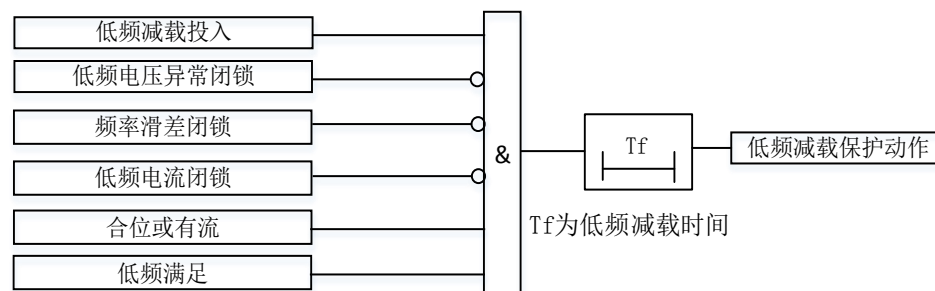 低频减载投入
低频电压异常闭锁
频率滑差闭锁
低频电流闭锁
合位或有流
低频满足
&
Tf
低频减载保护动作
Tf为低频减载时间